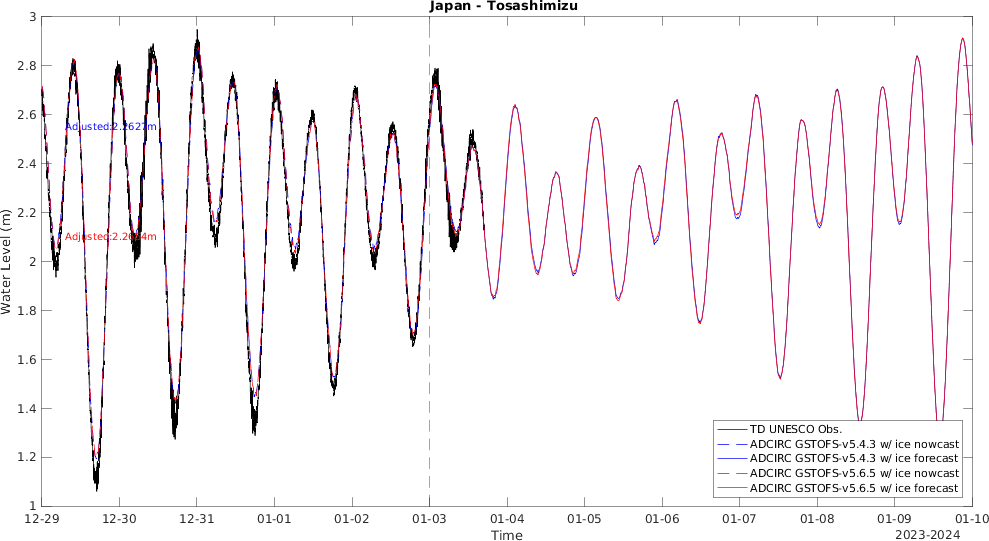 Japan - Tosashimizu
3
2.8
2.6
2.4
2.2
2
1.8
1.6
1.4
1.2
1
Water Level (m)
Adjusted:2.2627m
TD UNESCO Obs.
ADCIRC GSTOFS-v5.4.3 w/ ice nowcast
ADCIRC GSTOFS-v5.4.3 w/ ice forecast
ADCIRC GSTOFS-v5.6.5 w/ ice nowcast
ADCIRC GSTOFS-v5.6.5 w/ ice forecast
12-29 12-30 12-31 01-01 01-02 01-03 01-04 01-05 01-06 01-07 01-08 01-09 01-10
Time
2023-2024